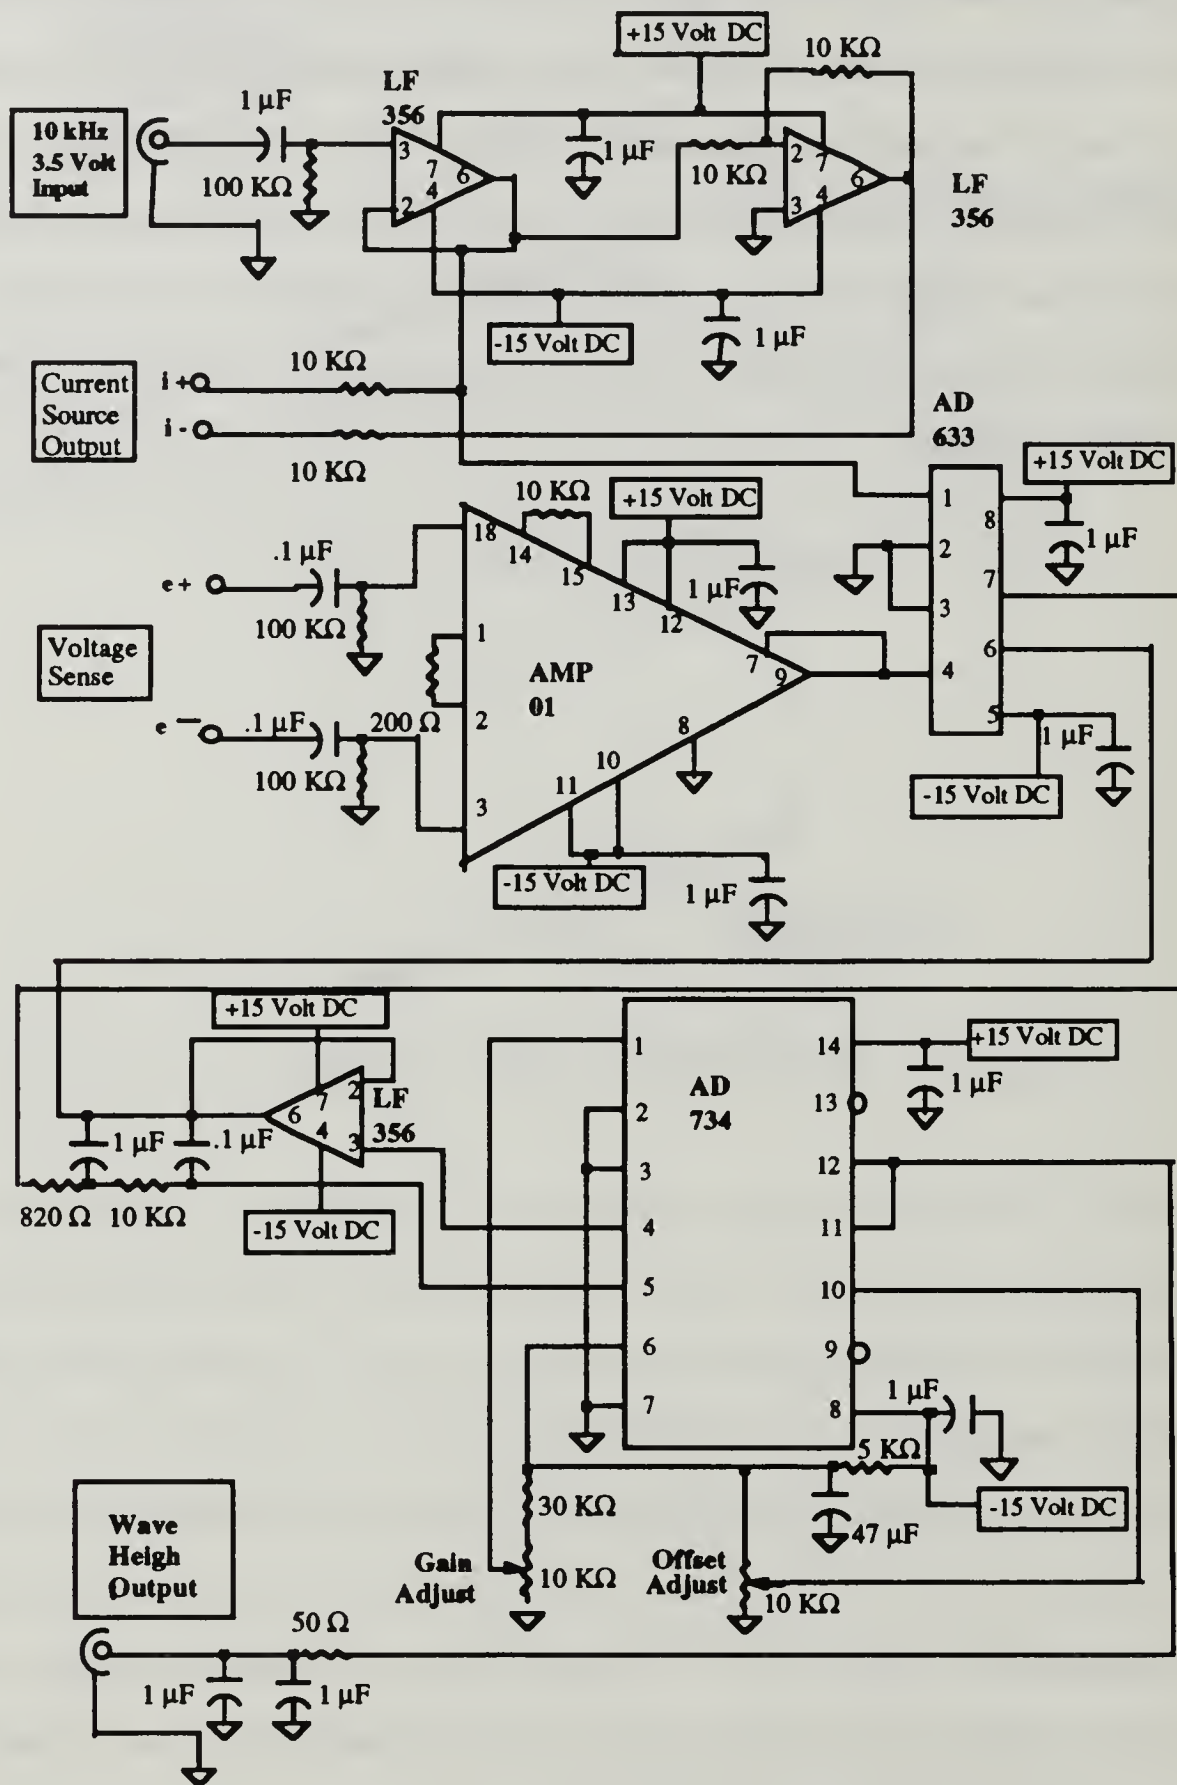 +15 Volt DC
10 KΩ
LF
356
1 µF
10 kHz
3.5 Volt
Input
3
7
6
4
2
100 KΩ
1 µF
10 KΩ
2
7
4
6
3
LF
356
-15 Volt DC
1 µF
Current
Source
Output
i +
10 KΩ
i -
10 KΩ
AD
633
+15 Volt DC
1 µF
1
2
3
4
8
7
6
5
1 µF
-15 Volt DC
10 KΩ
+15 Volt DC
18
14
15
13
12
1 µF
.1 µF
e +
100 KΩ
Voltage
Sense
1
AMP
01
7
9
2
200 Ω
8
.1 µF
e —
100 KΩ
10
11
3
-15 Volt DC
1 µF
+15 Volt DC
7
2
LF
356
6
4
3
1 µF
.1 µF
820 Ω
10 KΩ
-15 Volt DC
AD
734
1
2
3
4
5
6
7
14
13
12
11
10
9
8
+15 Volt DC
1 µF
1 µF
5 KΩ
-15 Volt DC
47 µF
30 KΩ
Gain
Adjust
10 KΩ
Offset
Adjust
10 KΩ
Wave
Heigh
Output
50 Ω
1 µF
1 µF